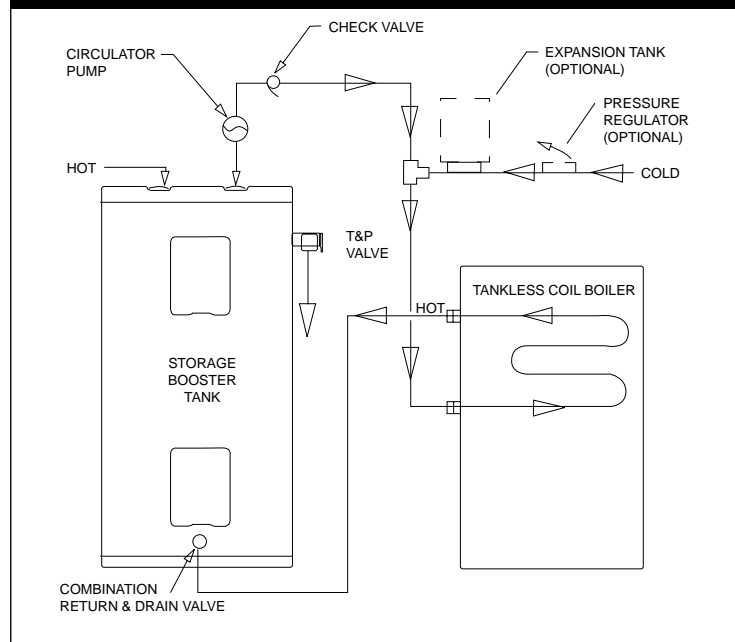 CHECK VALVE
CIRCULATOR
PUMP
EXPANSION TANK
(OPTIONAL)
PRESSURE
REGULATOR
(OPTIONAL)
HOT
COLD
T&P
VALVE
TANKLESS COIL BOILER
HOT
STORAGE
BOOSTER
TANK
COMBINATION
RETURN & DRAIN VALVE